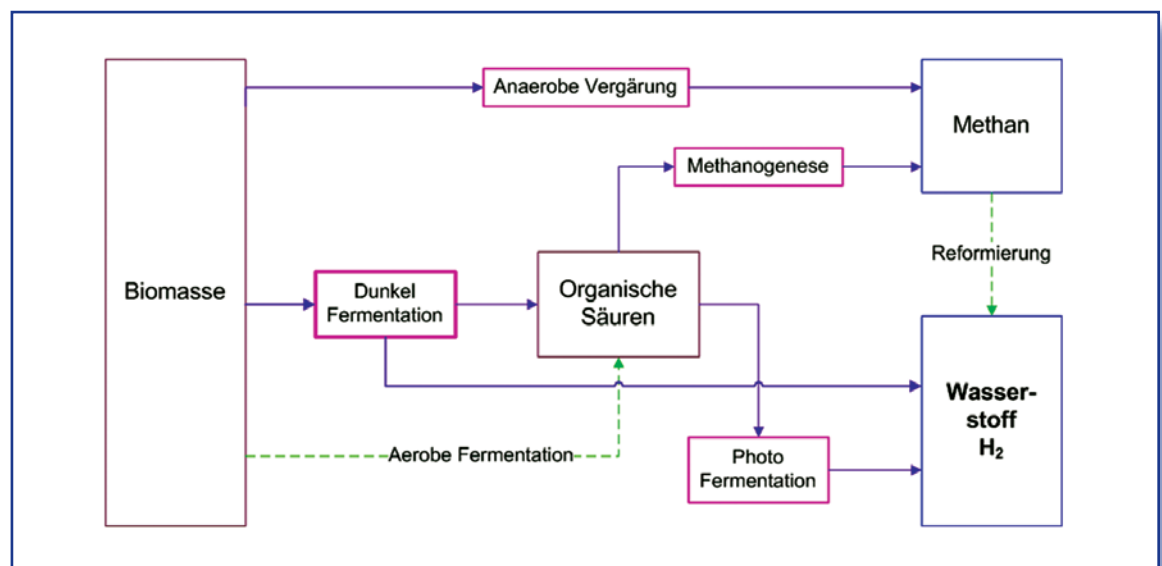 Anaerobe Vergärung
Methan
Methanogenese
Reformierung
Biomasse
Dunkel
Fermentation
Organische
Säuren
Wasser-
stoff
H₂
Aerobe Fermentation
Photo
Fermentation